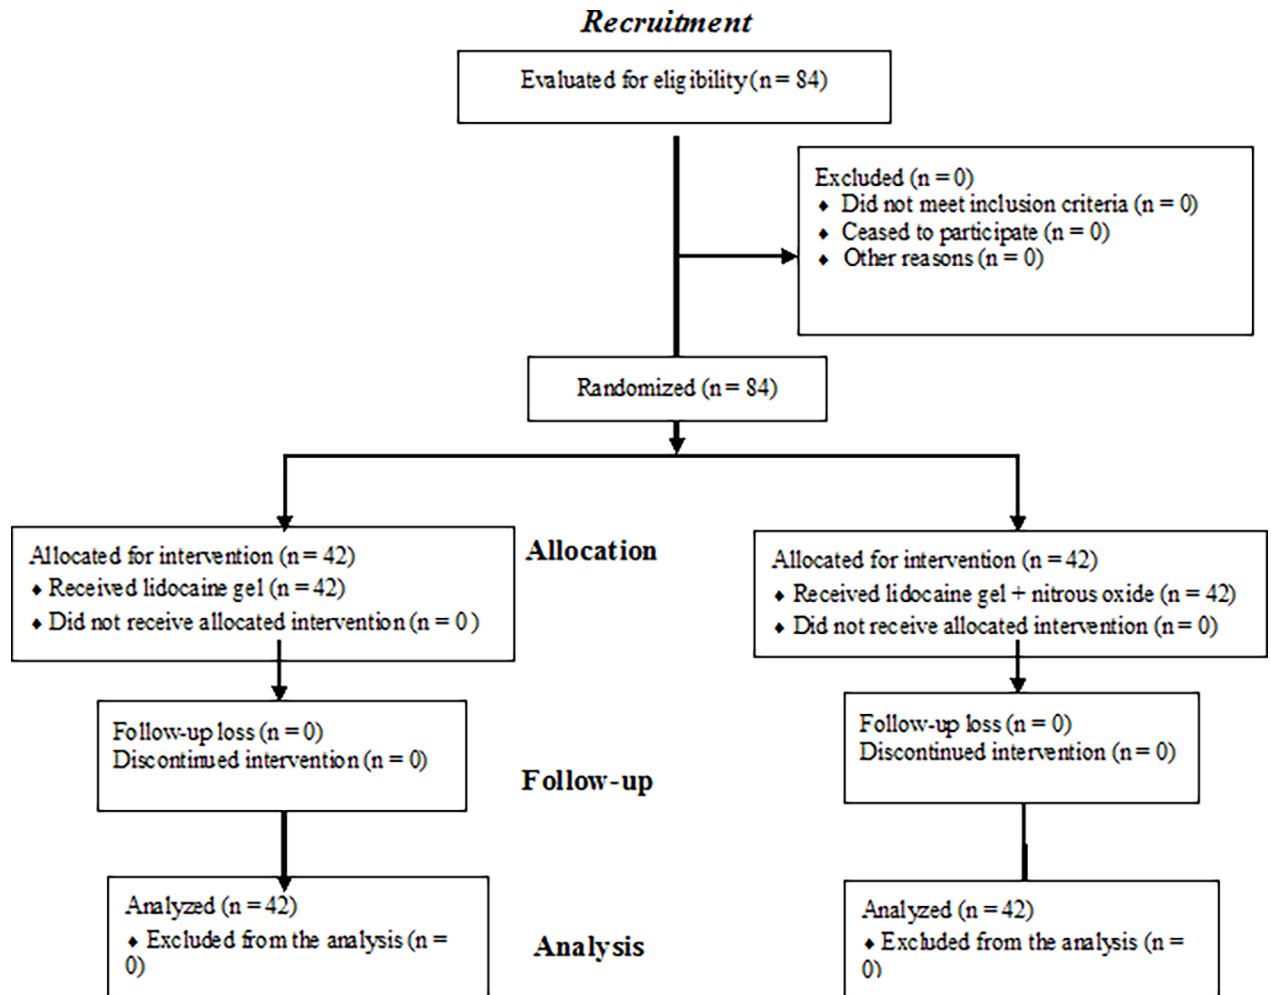 Recruitment
Evaluated for eligibility (n = 84)
Excluded (n = 0)
♦ Did not meet inclusion criteria (n = 0)
♦ Ceased to participate (n = 0)
♦ Other reasons (n = 0)
Randomized (n = 84)
Allocation
Allocated for intervention (n = 42)
♦ Received lidocaine gel (n = 42)
♦ Did not receive allocated intervention (n = 0 )
Allocated for intervention (n = 42)
♦ Received lidocaine gel + nitrous oxide (n = 42)
♦ Did not receive allocated intervention (n = 0)
Follow-up loss (n = 0)
Discontinued intervention (n = 0)
Follow-up
Follow-up loss (n = 0)
Discontinued intervention (n = 0)
Analyzed (n = 42)
♦ Excluded from the analysis (n =
0)
Analysis
Analyzed (n = 42)
♦ Excluded from the analysis (n =
0)